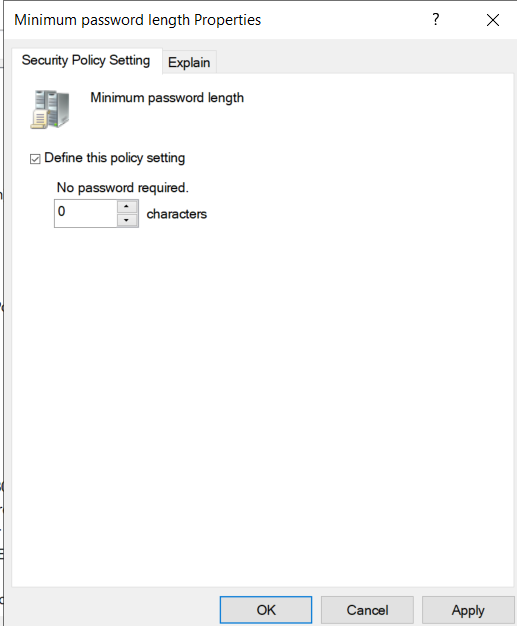 Minimum password length Properties
?
Security Policy Setting
Explain
Minimum password length
Define this policy setting
No password required.
0
characters
OK
Cancel
Apply